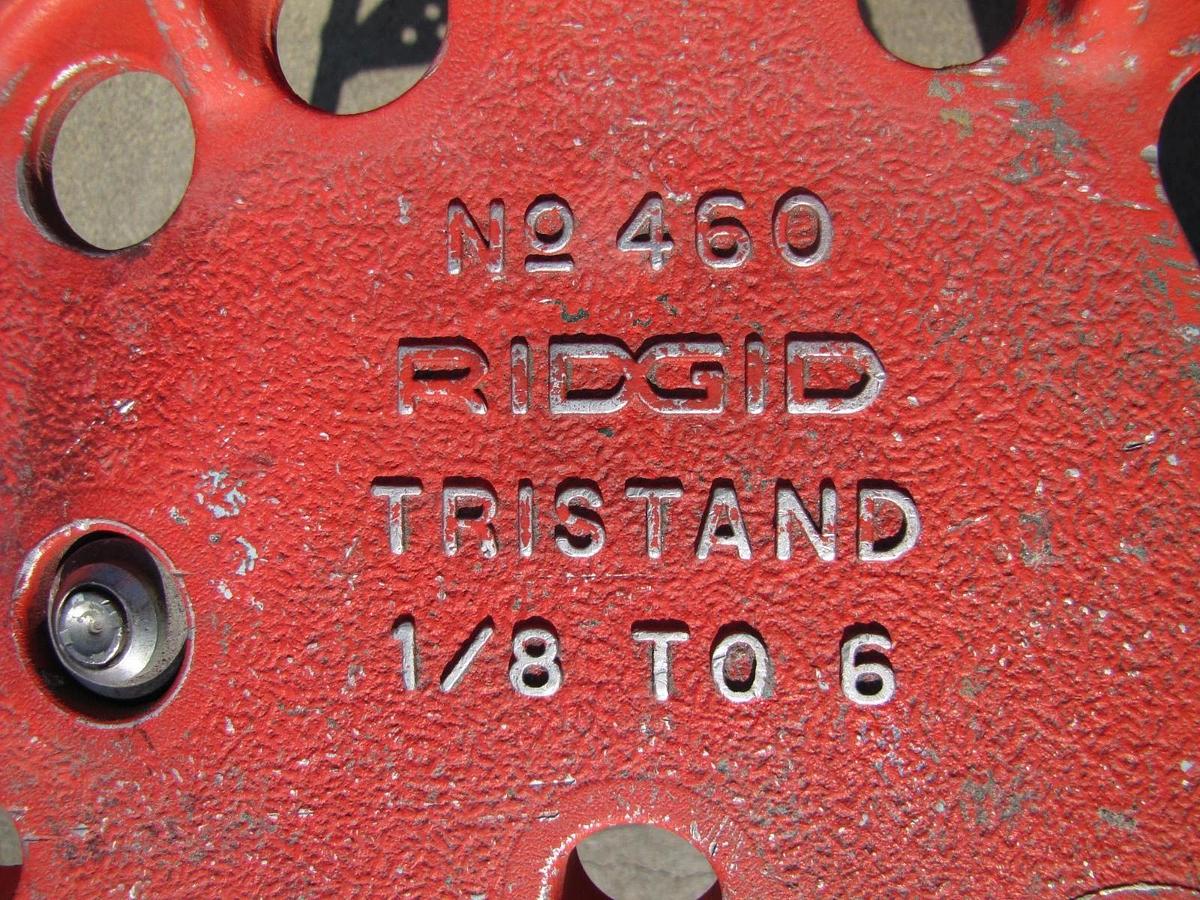 Nº 460
RIDGID
TRISTAND
1/8 TO 6